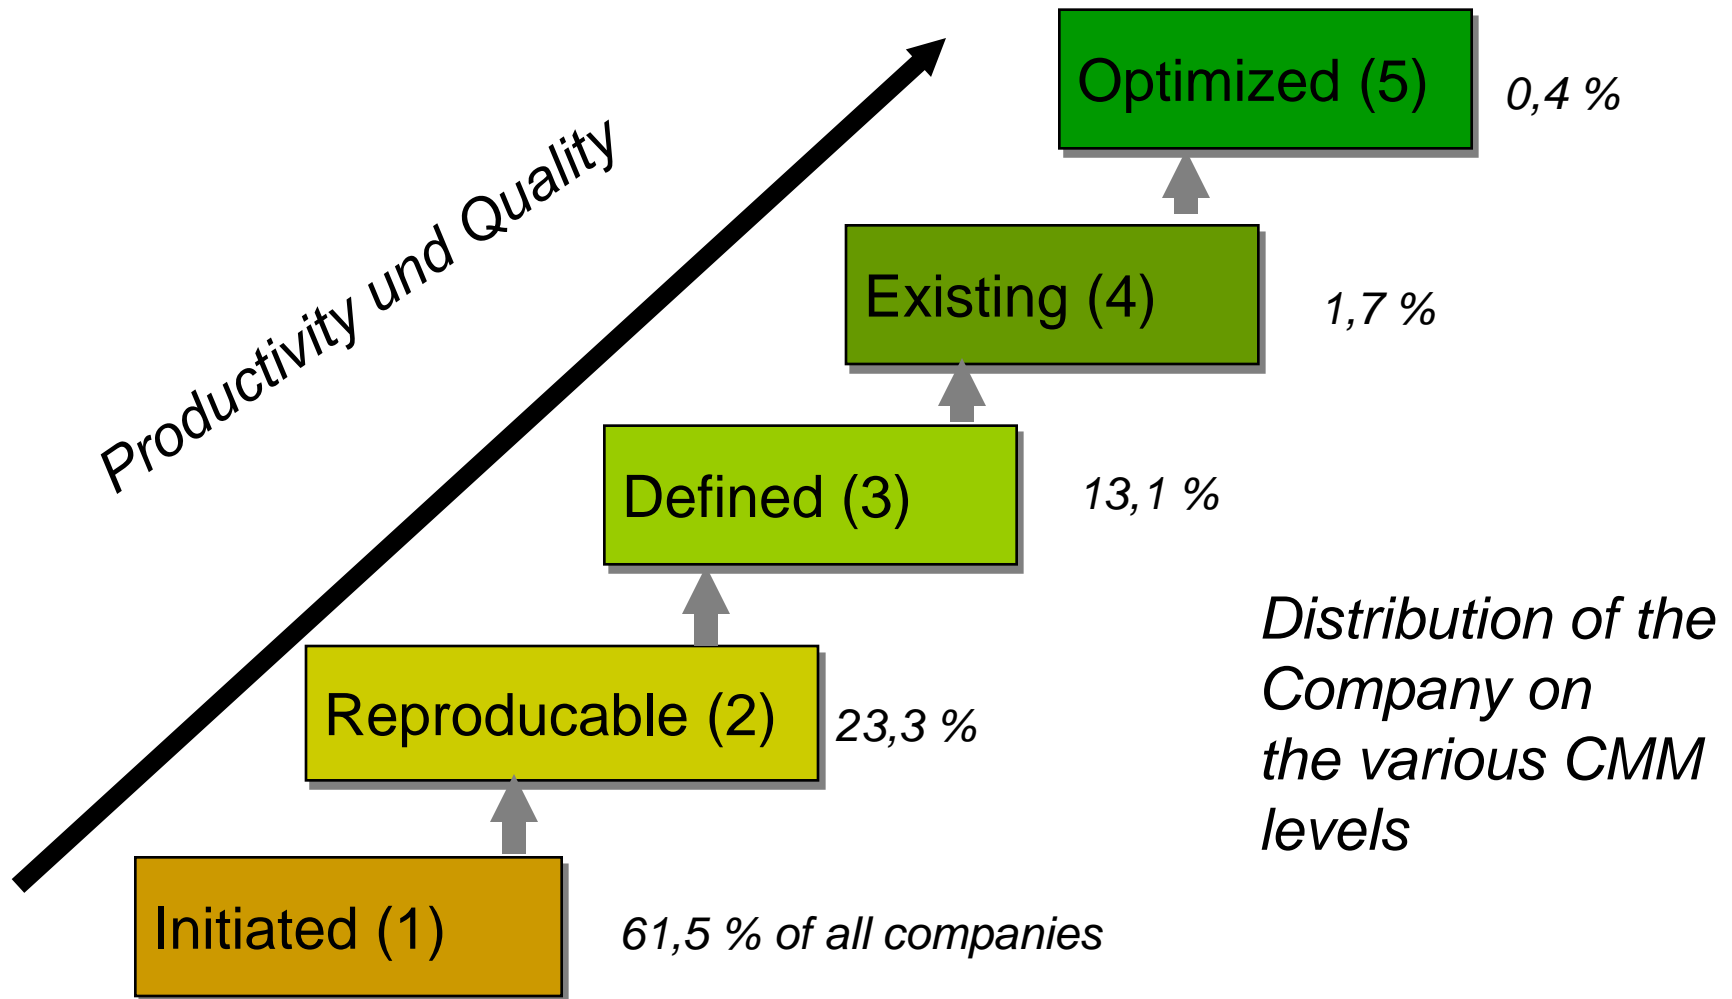 Optimized (5)
0,4 %
Productivity und Quality
Existing (4)
1,7 %
Defined (3)
13,1 %
Distribution of the
Company on
the various CMM
levels
Reproducable (2)
23,3 %
Initiated (1)
61,5 % of all companies